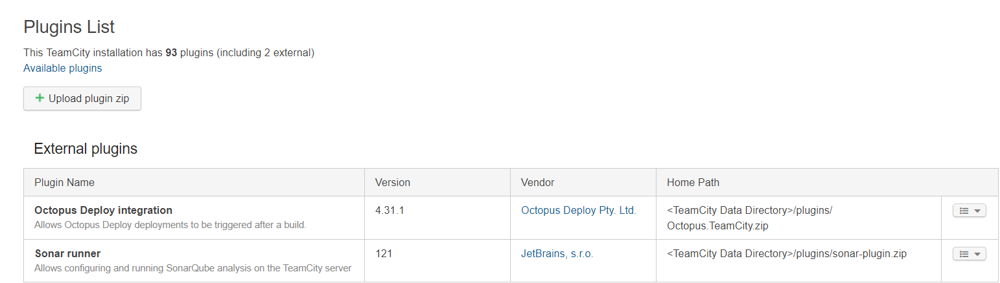 Plugins List
This TeamCity installation has 93 plugins (including 2 external)
Available plugins
Upload plugin zip
External plugins
Plugin Name Version Vendor Home Path
Octopus Deploy integration 4.31.1 Octopus Deploy Pty. Ltd. <TeamCity Data Directory>/plugins/
Allows Octopus Deploy deployments to be triggered after a build. Octopus.TeamCity.zip
Sonar runner 121 JetBrains, s.r.o. <TeamCity Data Directory>/plugins/sonar-plugin.zip
Allows configuring and running SonarQube analysis on the TeamCity server